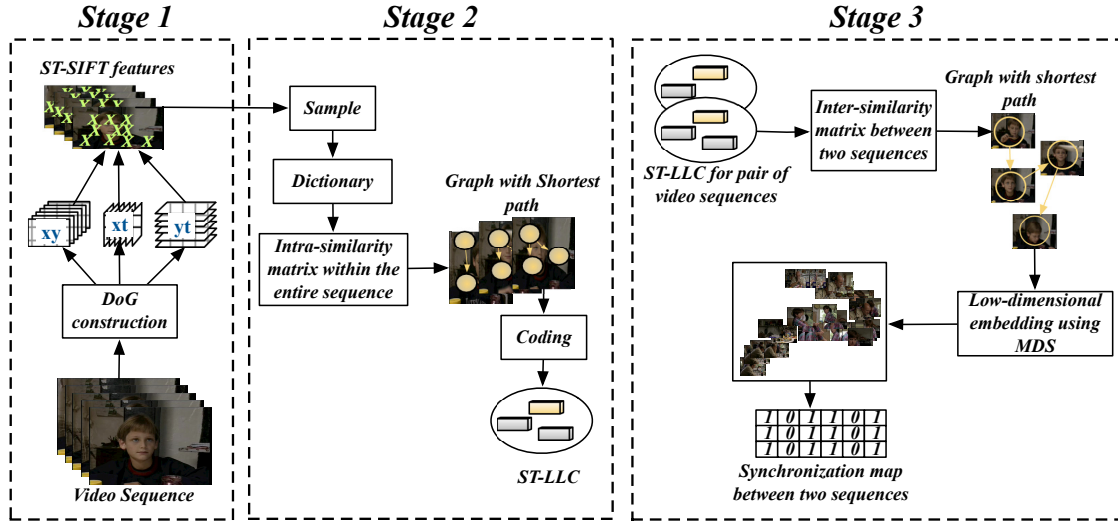 Stage 1
ST-SIFT features
X X X X X X X X X X
xy
xt
yt
DoG
construction
Video Sequence
Stage 2
Sample
Dictionary
Intra-similarity
matrix within the
entire sequence
Graph with Shortest
path
Coding
ST-LLC
Stage 3
ST-LLC for pair of
video sequences
Inter-similarity
matrix between
two sequences
Graph with shortest
path
Low-dimensional
embedding using
MDS
1 0 1 1 0 1
1 0 1 1 0 1
1 0 1 1 0 1
Synchronization map
between two sequences